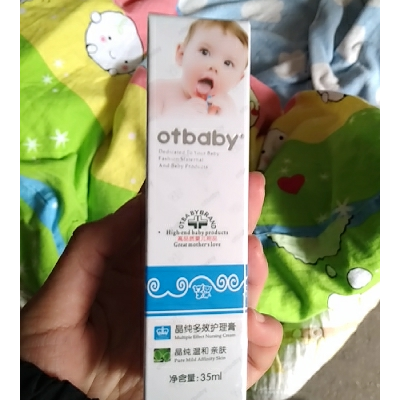 otbaby
Dedicated To Your Baby
Fashion Maternal
And Baby Products
OTBABYBRAND
High-end baby products
Great mother's love
晶纯多效护理膏
Multiple Effect Nursing Cream
晶纯 温和 亲肤
Pure Mild Affinity Skin
净含量: 35ml